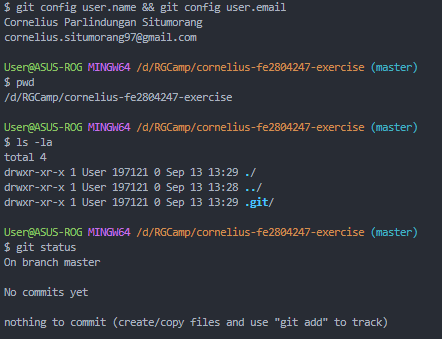 $ git config user.name && git config user.email
Cornelius Parlindungan Situmorang
cornelius.situmorang97@gmail.com
User@ASUS-ROG MINGW64 /d/RGCamp/cornelius-fe2804247-exercise (master)
$ pwd
/d/RGCamp/cornelius-fe2804247-exercise
User@ASUS-ROG MINGW64 /d/RGCamp/cornelius-fe2804247-exercise (master)
$ ls -la
total 4
drwxr-xr-x 1 User 197121 0 Sep 13 13:29 ./
drwxr-xr-x 1 User 197121 0 Sep 13 13:28 ../
drwxr-xr-x 1 User 197121 0 Sep 13 13:29 .git/
User@ASUS-ROG MINGW64 /d/RGCamp/cornelius-fe2804247-exercise (master)
$ git status
On branch master
No commits yet
nothing to commit (create/copy files and use "git add" to track)